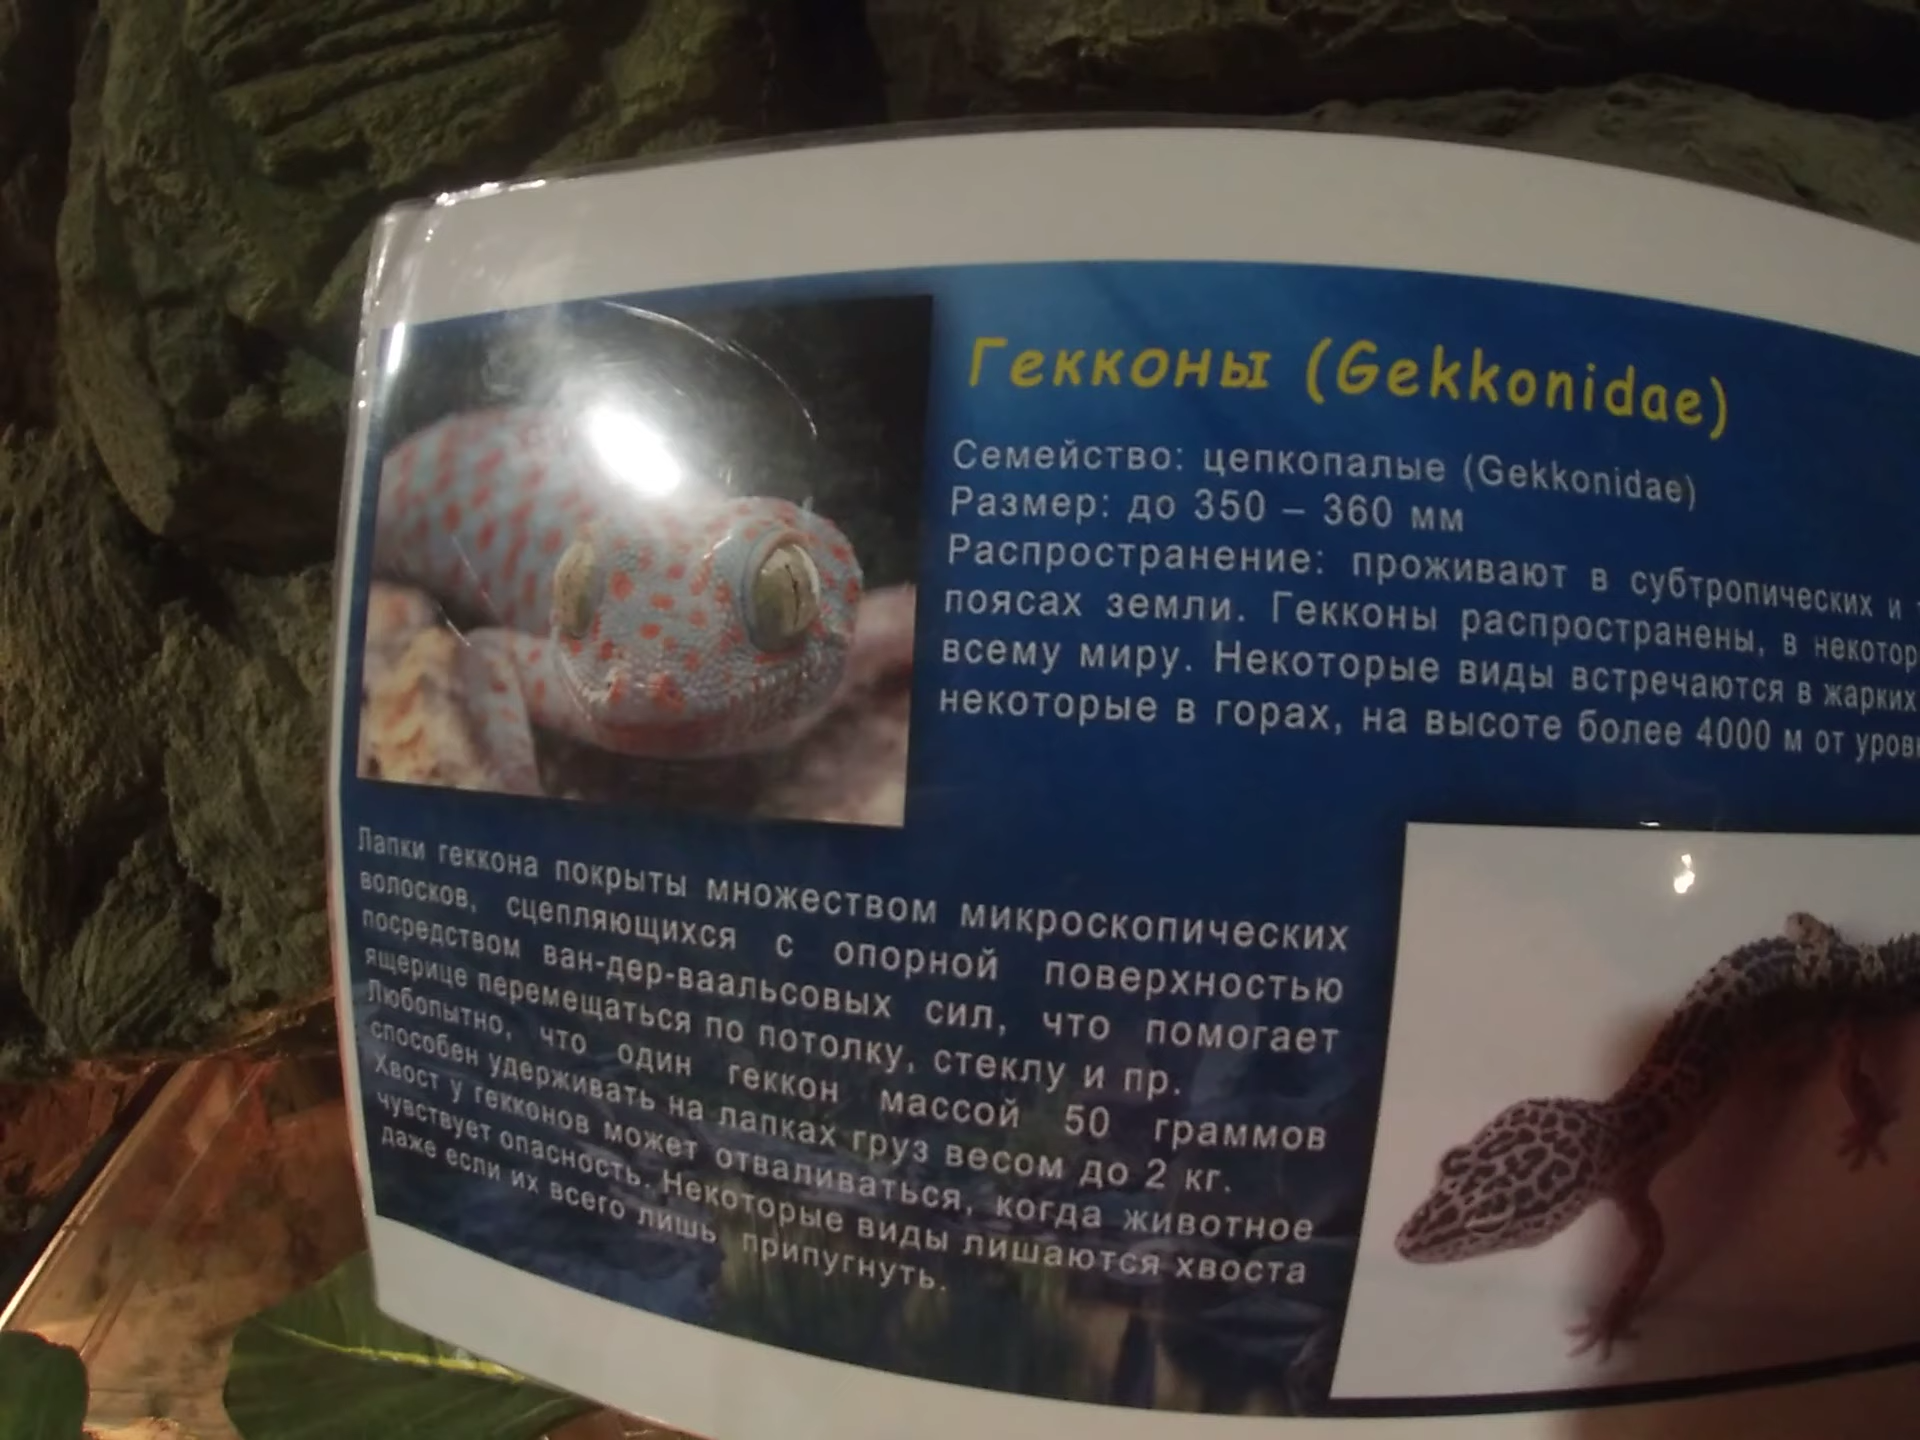 Гекконы (Gekkonidae)
Семейство: цепкопалые (Gekkonidae)
Размер: до 350 – 360 мм
Распространение: проживают в субтропических и
поясах земли. Гекконы распространены, в некотор
всему миру. Некоторые виды встречаются в жарких
некоторые в горах, на высоте более 4000 м от уровн
Лапки геккона покрыты множеством микроскопических
волосков, сцепляющихся с опорной поверхностью
посредством ван-дер-ваальсовых сил, что помогает
ящерице перемещаться по потолку, стеклу и пр.
Любопытно, что один геккон массой 50 граммов
способен удерживать на лапках груз весом до 2 кг.
Хвост у гекконов может отваливаться, когда животное
чувствует опасность. Некоторые виды лишаются хвоста
даже если их всего лишь припугнуть.